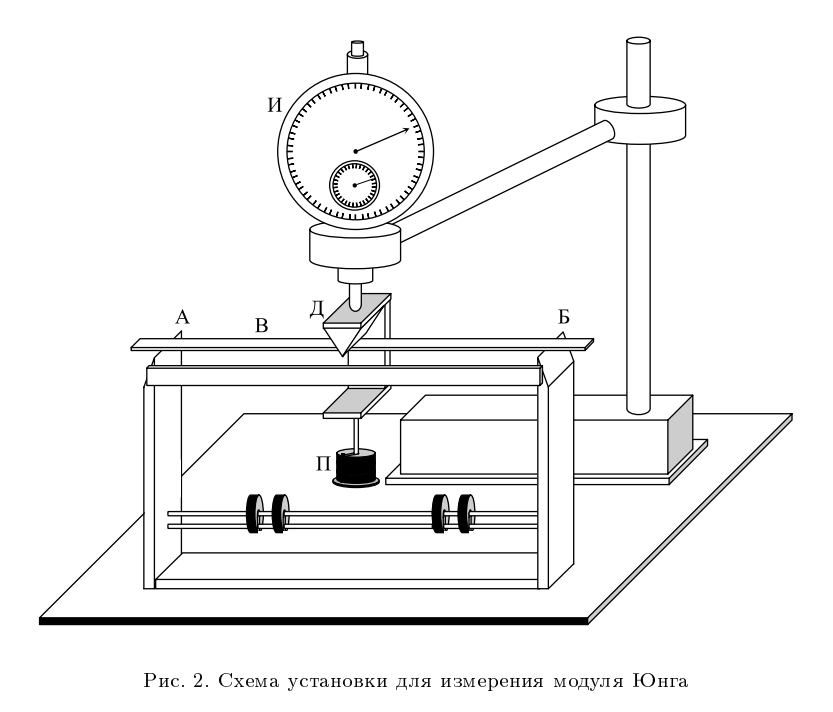 И
Д
А
В
Б
П
Рис. 2. Схема установки для измерения модуля Юнга